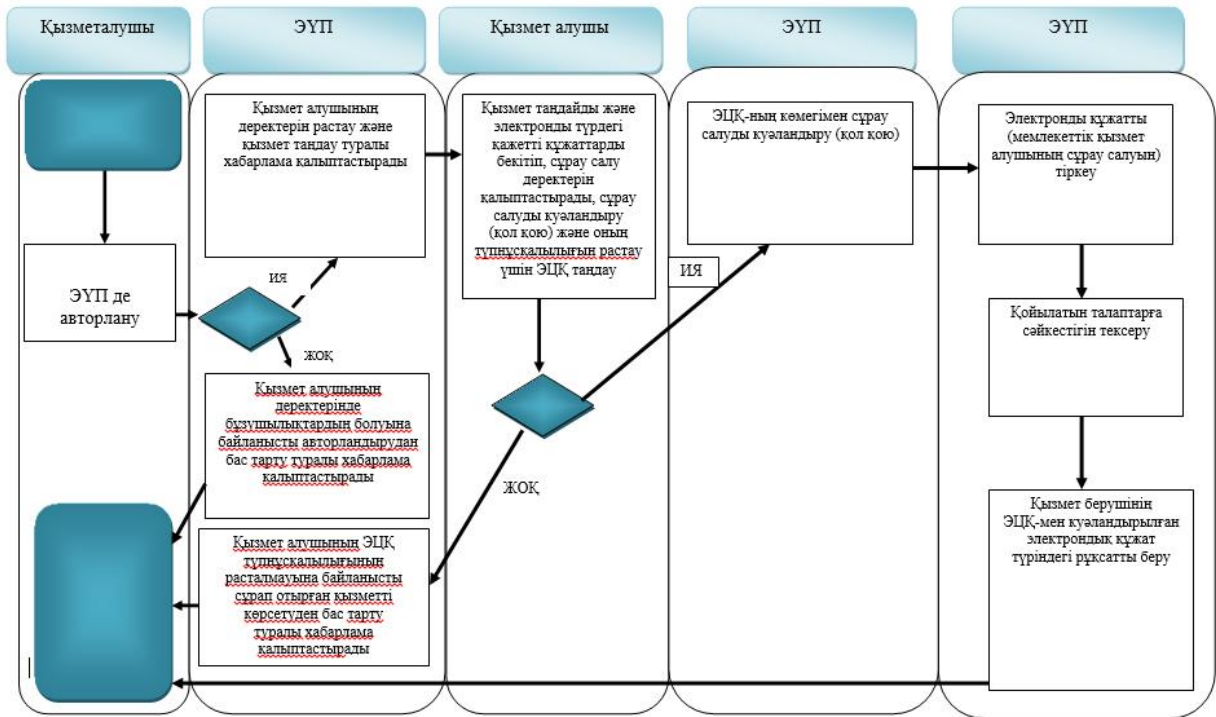 Қызметалушы
ЭҮП
Қызмет алушы
ЭҮП
ЭҮП
ЭҮП де
авторлану
Қызмет алушының
деректерін растау және
қызмет таңдау туралы
хабарлама қалыптастырады
ИЯ
ЖОҚ
Қызмет алушының
деректерінде
бұзушылықтардың болуына
байланысты авторландырудан
бас тарту туралы хабарлама
қалыптастырады
Қызмет алушының ЭЦҚ
түпнұсқалылығының
расталмауына байланысты
сұрап отырған қызметті
көрсетуден бас тарту
туралы хабарлама
қалыптастырады
Қызмет таңдайды және
электронды түрдегі
қажетті құжаттарды
бекітіп, сұрау салу
деректерін
қалыптастырады, сұрау
салуды куәландыру
(қол қою) және оның
түпнұсқалылығын растау
үшін ЭЦҚ таңдау
ИЯ
ЖОҚ
ЭЦҚ-ның көмегімен сұрау
салуды куәландыру (қол қою)
Электронды құжатты
(мемлекеттік қызмет
алушының сұрау салуын)
тіркеу
Қойылатын талаптарға
сәйкестігін тексеру
Қызмет берушінің
ЭЦҚ-мен куәландырылған
электрондық құжат
түріндегі рұқсатты беру